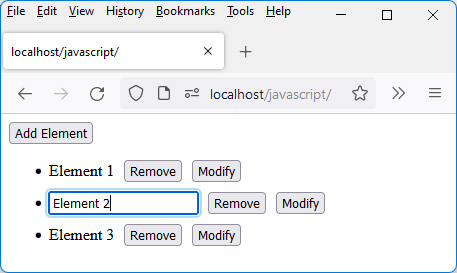 File Edit View History Bookmarks Tools Help
localhost/javascript/
localhost/javascript/
Add Element
Element 1 Remove Modify
Element 2 Remove Modify
Element 3 Remove Modify